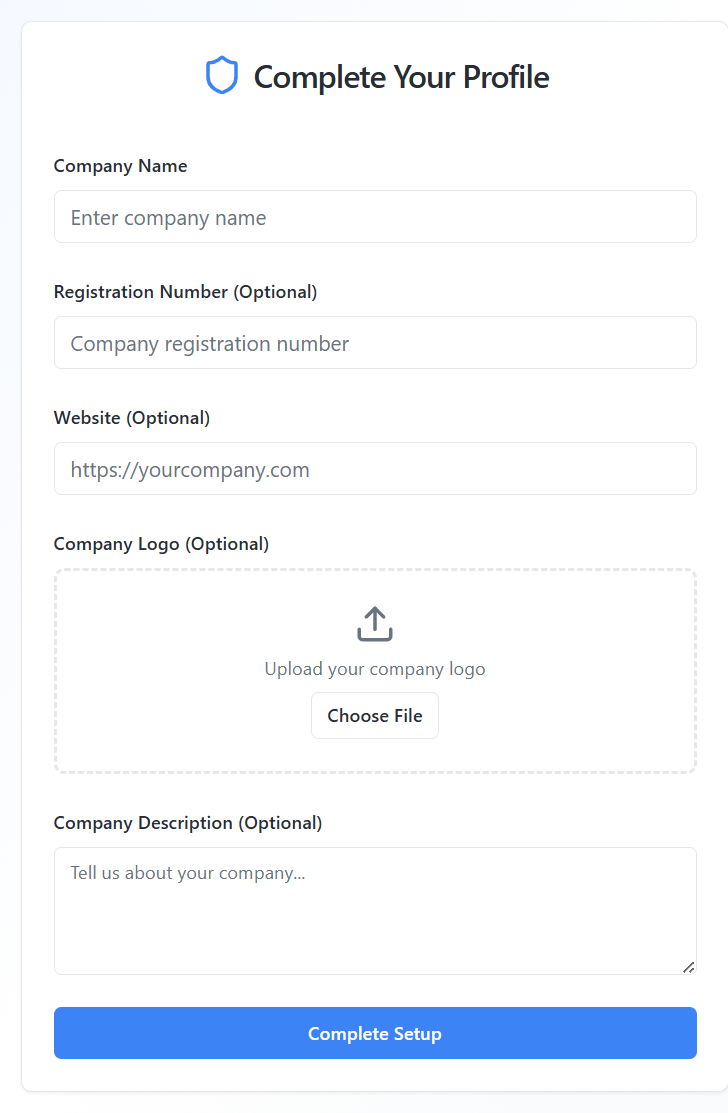 Complete Your Profile
Company Name
Enter company name
Registration Number (Optional)
Company registration number
Website (Optional)
https://yourcompany.com
Company Logo (Optional)
Upload your company logo
Choose File
Company Description (Optional)
Tell us about your company...
Complete Setup